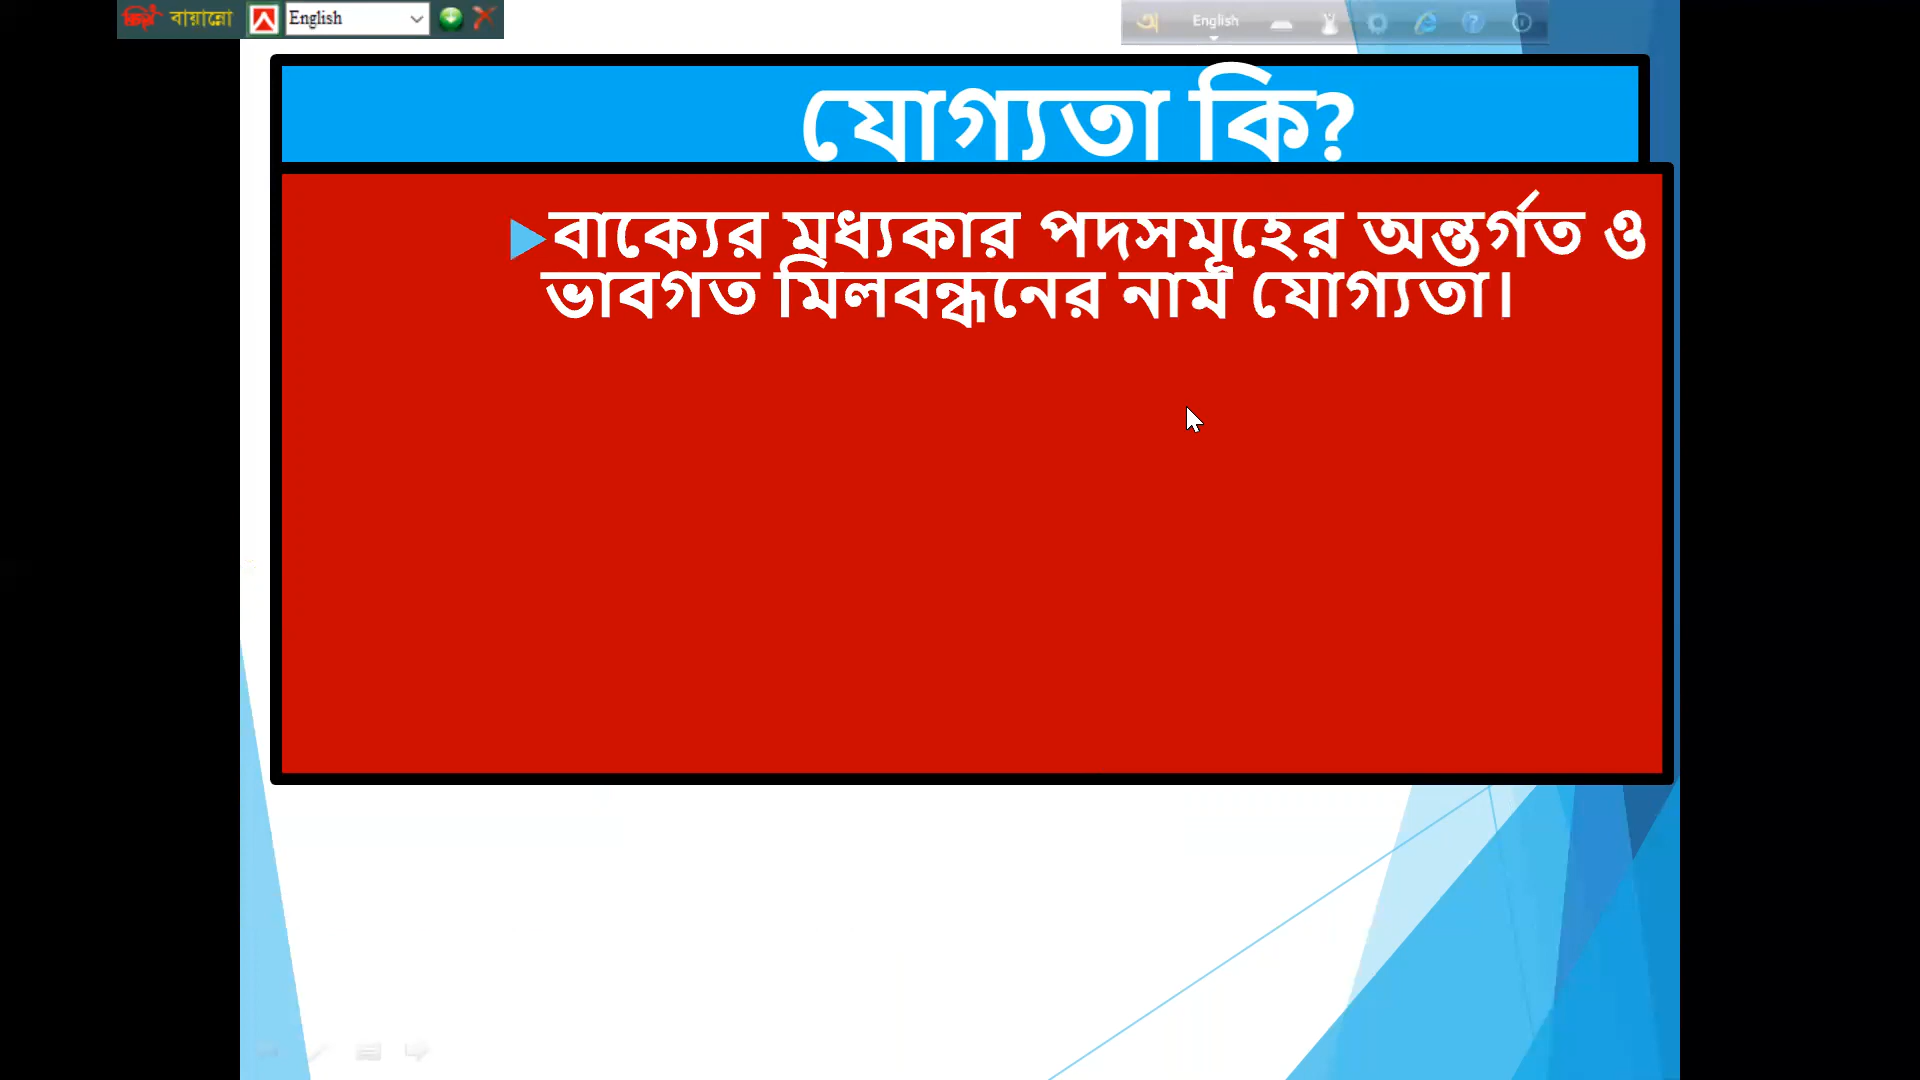 বায়ান্নো
English
অ
English
যোগ্যতা কি?
বাক্যের মধ্যকার পদসমূহের অন্তর্গত ও
ভাবগত মিলবন্ধনের নাম যোগ্যতা।